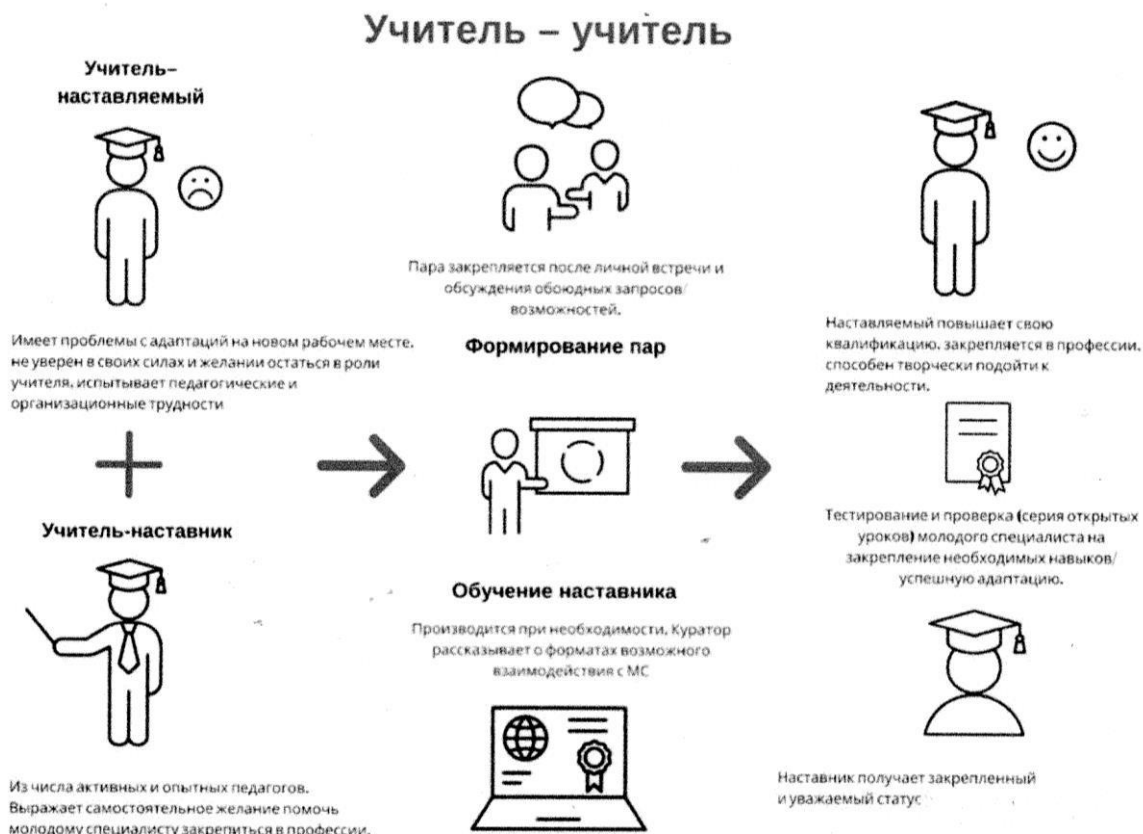 Учитель – учитель
Учитель–
наставляемый
Имеет проблемы с адаптаций на новом рабочем месте,
не уверен в своих силах и желании остаться в роли
учителя, испытывает педагогические и
организационные трудности
Учитель-наставник
Из числа активных и опытных педагогов.
Выражает самостоятельное желание помочь
молодому специалисту закрепиться в профессии.
Пара закрепляется после личной встречи и
обсуждения обоюдных запросов/
возможностей.
Формирование пар
Обучение наставника
Производится при необходимости. Куратор
рассказывает о форматах возможного
взаимодействия с МС
Наставляемый повышает свою
квалификацию, закрепляется в профессии,
способен творчески подойти к
деятельности.
Тестирование и проверка (серия открытых
уроков) молодого специалиста на
закрепление необходимых навыков/
успешную адаптацию.
Наставник получает закрепленный
и уважаемый статус